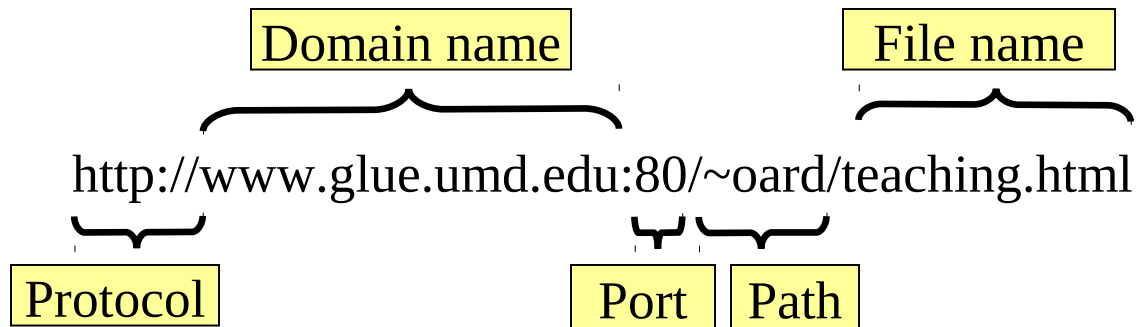 Domain name
File name
http://www.glue.umd.edu:80/~oard/teaching.html
Protocol
Port
Path